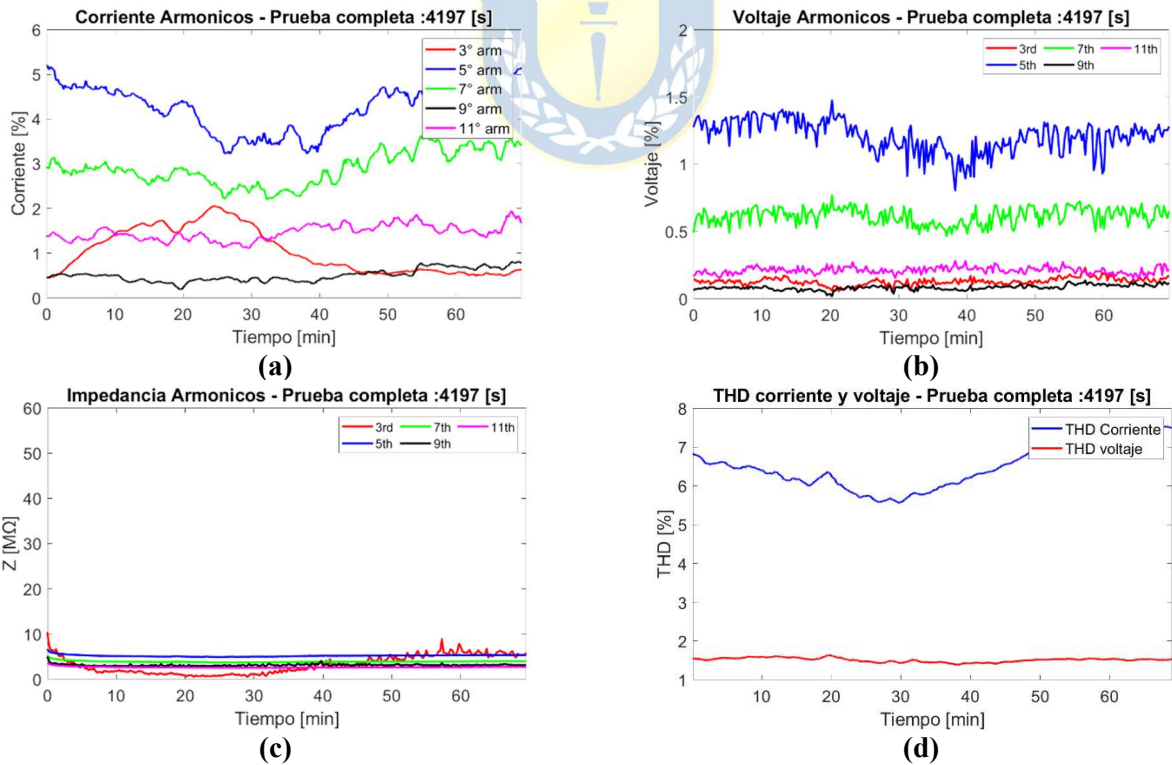 Corriente Armonicos - Prueba completa :4197 [s]
Corriente [%]
6
5
4
3
2
1
0
3° arm
5° arm
7° arm
9° arm
11° arm
0 10 20 30 40 50 60
Tiempo [min]
(a)
Voltaje Armonicos - Prueba completa :4197 [s]
Voltaje [%]
2
1.5
1
0.5
0
3rd 7th 11th
5th 9th
0 10 20 30 40 50 60
Tiempo [min]
(b)
Impedancia Armonicos - Prueba completa :4197 [s]
Z [MΩ]
60
50
40
30
20
10
0
3rd 7th 11th
5th 9th
0 10 20 30 40 50 60
Tiempo [min]
(c)
THD corriente y voltaje - Prueba completa :4197 [s]
THD [%]
8
7
6
5
4
3
2
1
THD Corriente
THD voltaje
10 20 30 40 50 60
Tiempo [min]
(d)